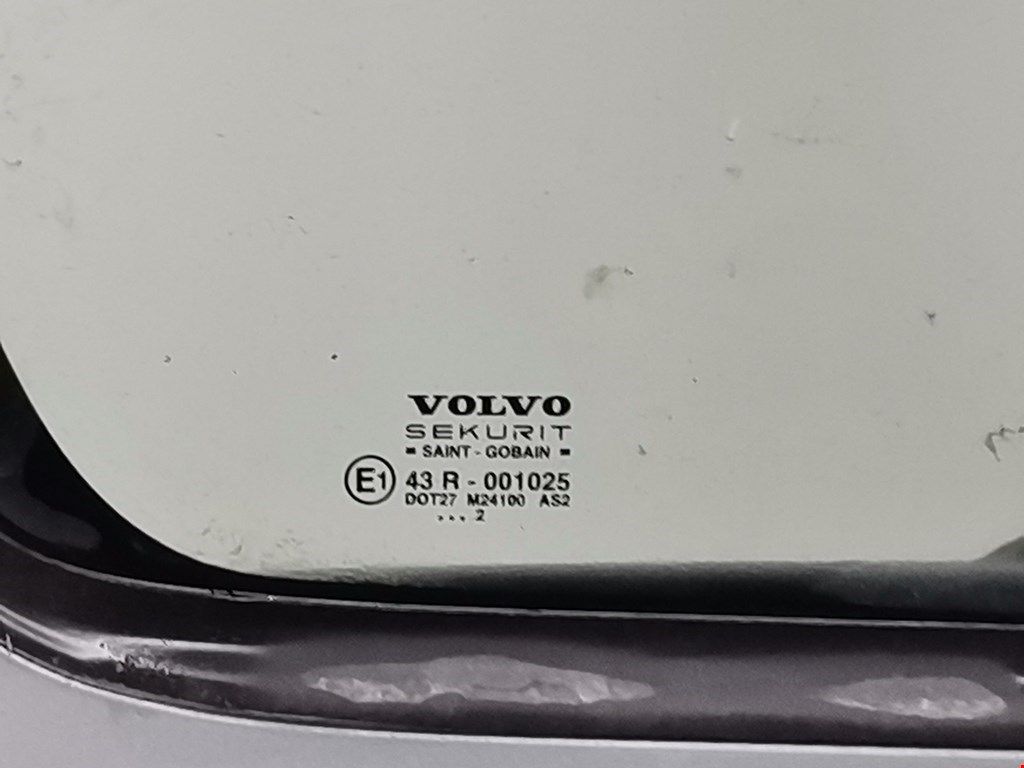 VOLVO
SEKURIT
SAINT - GOBAIN
E1 43 R - 001025
DOT27 M24100 AS2
... 2